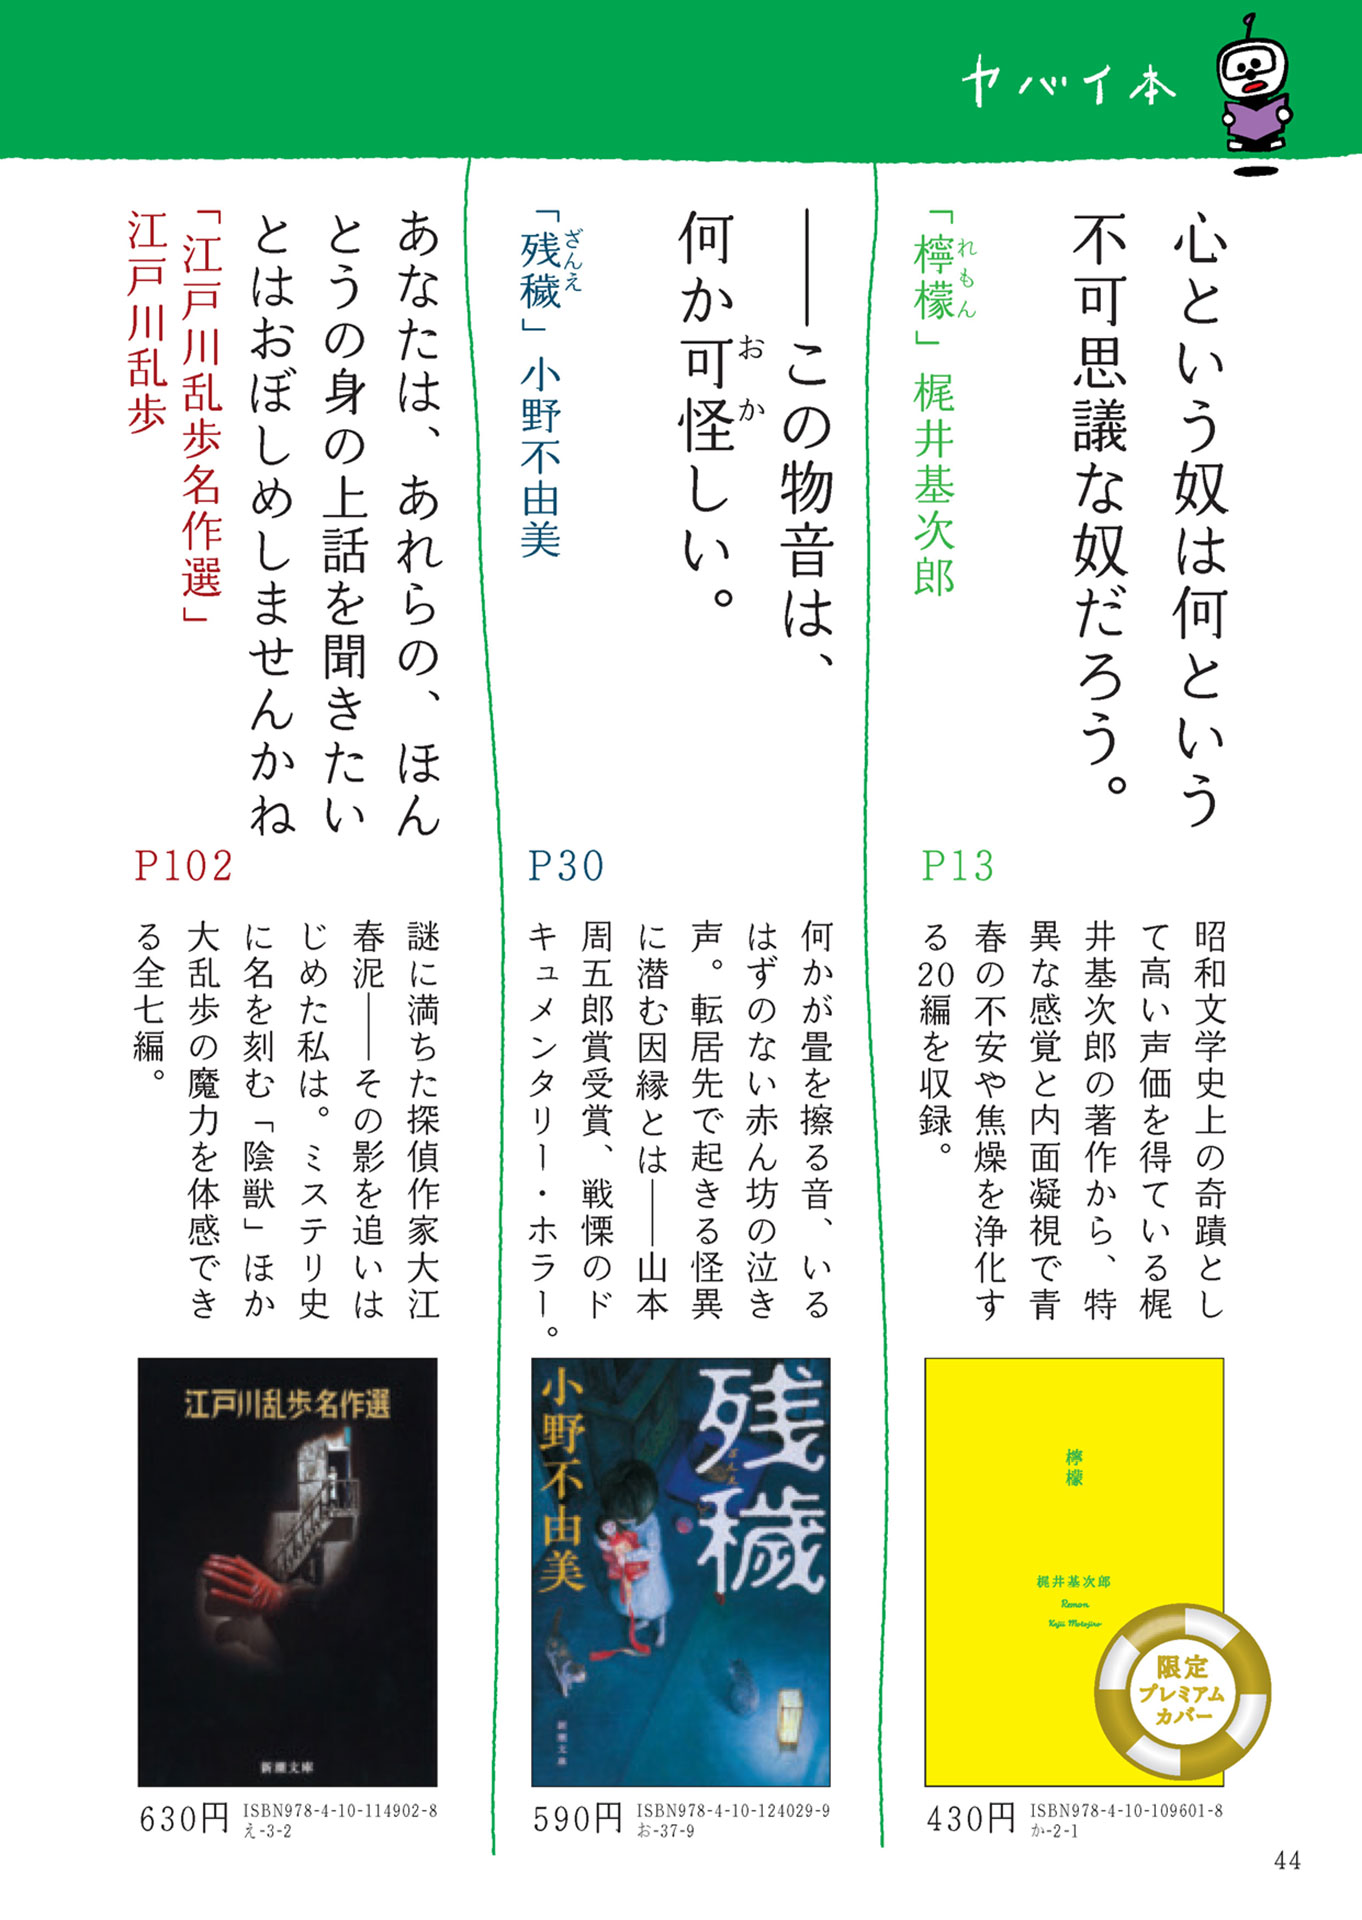 ヤバイ本
心という奴は何という
不可思議な奴だろう。
「檸檬」梶井基次郎
れもん
P13
昭和文学史上の奇蹟とし
て高い声価を得ている梶
井基次郎の著作から、特
異な感覚と内面凝視で青
春の不安や焦燥を浄化す
る20編を収録。
檸檬
梶井基次郎
Remon
Kajii Motojiro
限定
プレミアム
カバー
430円
ISBN978-4-10-109601-8
か-2-1
――この物音は、
何か可怪しい。
おか
「残穢」小野不由美
ざんえ
P30
何かが畳を擦る音、いる
はずのない赤ん坊の泣き
声。転居先で起きる怪異
に潜む因縁とは――山本
周五郎賞受賞、戦慄のド
キュメンタリー・ホラー。
残穢
ざんえ
小野不由美
新潮文庫
590円
ISBN978-4-10-124029-9
お-37-9
あなたは、あれらの、ほん
とうの身の上話を聞きたい
とはおぼしめしませんかね
「江戸川乱歩名作選」
江戸川乱歩
P102
謎に満ちた探偵作家大江
春泥――その影を追いは
じめた私は。ミステリ史
に名を刻む「陰獣」ほか
大乱歩の魔力を体感でき
る全七編。
江戸川乱歩名作選
新潮文庫
630円
ISBN978-4-10-114902-8
え-3-2
44